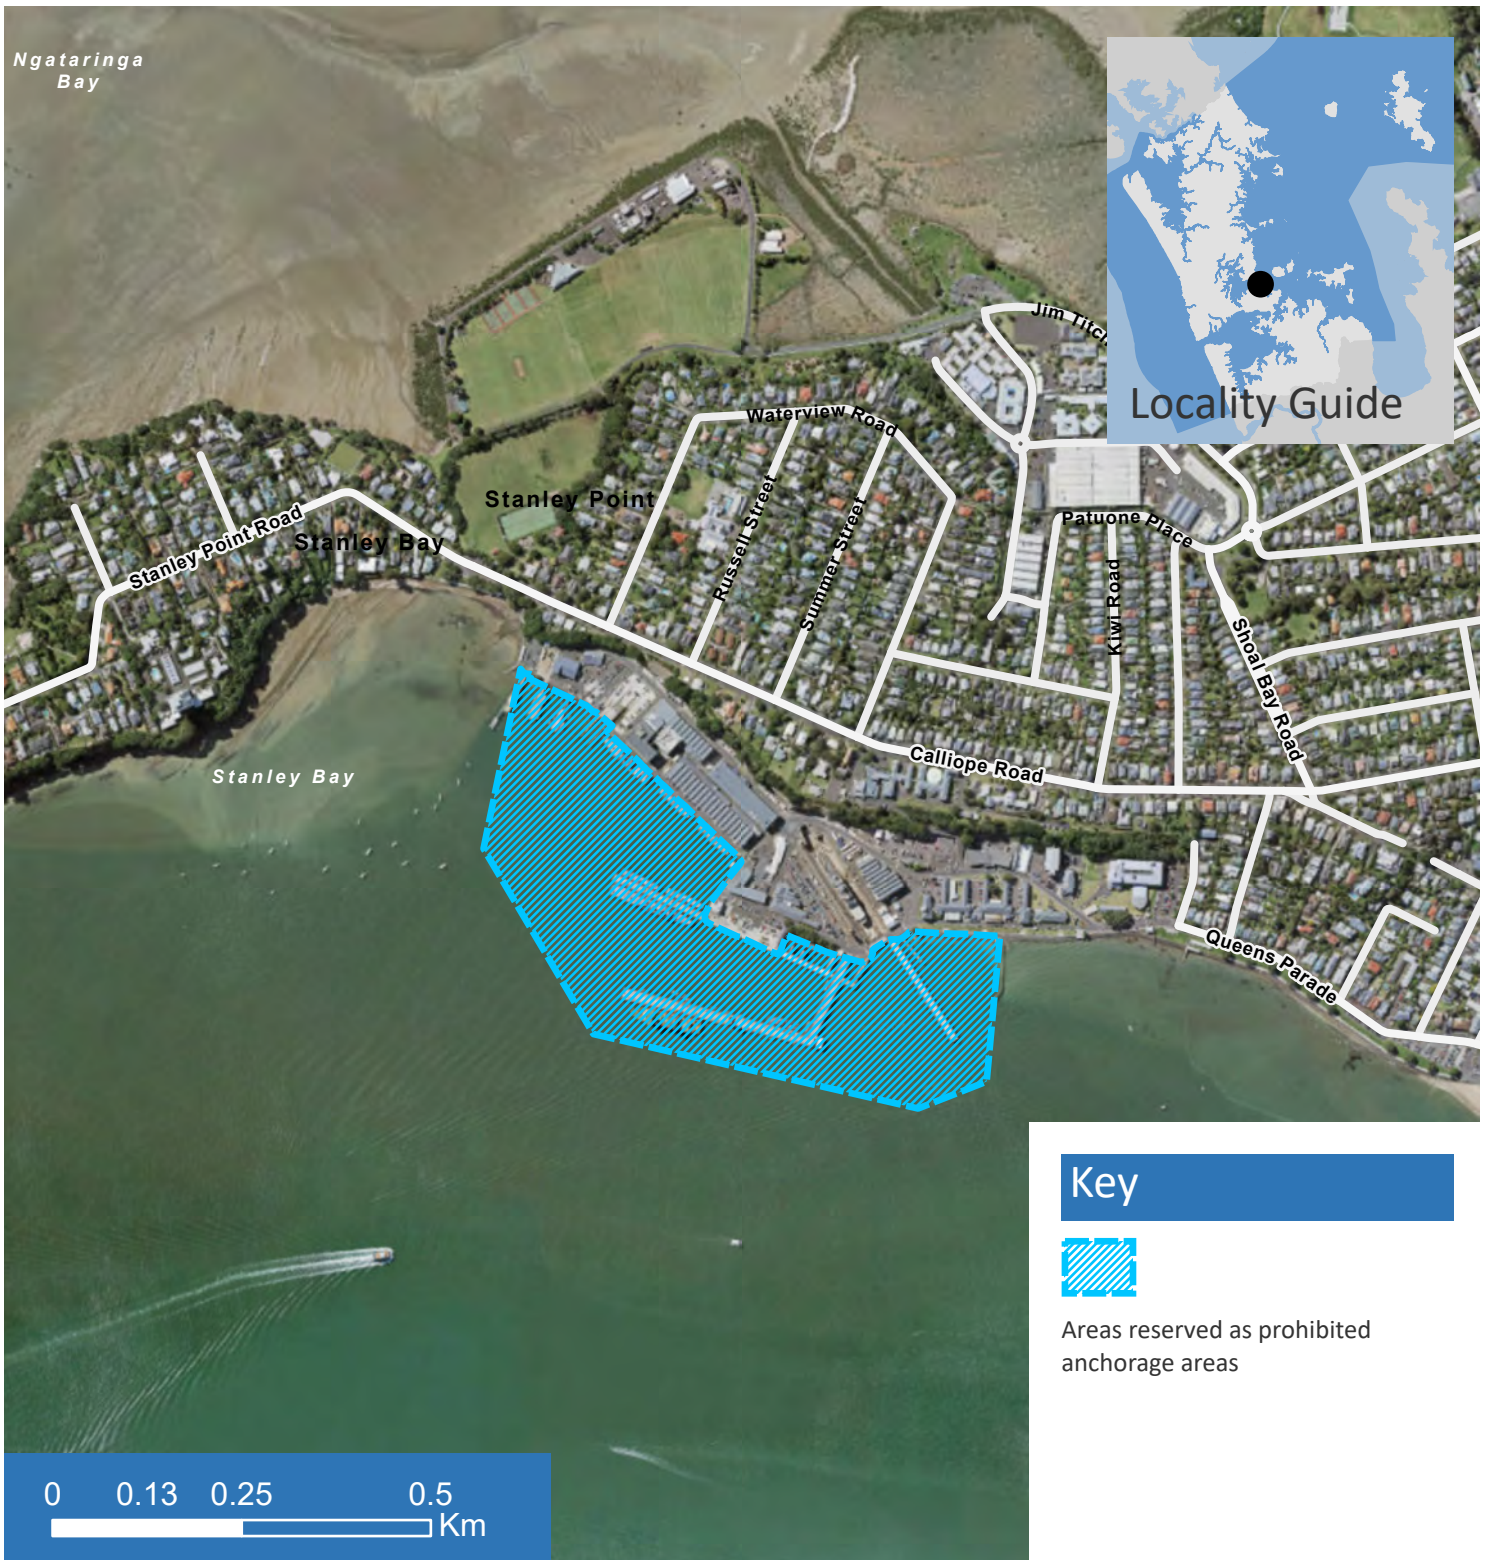 Ngataringa
Bay
Locality Guide
Jim Titch
Waterview Road
Stanley Point
Russell Street
Summer Street
Patuone Place
Stanley Point Road
Stanley Bay
Kiwi Road
Shoal Bay Road
Stanley Bay
Calliope Road
Queens Parade
Key
Areas reserved as prohibited
anchorage areas
0 0.13 0.25 0.5
Km